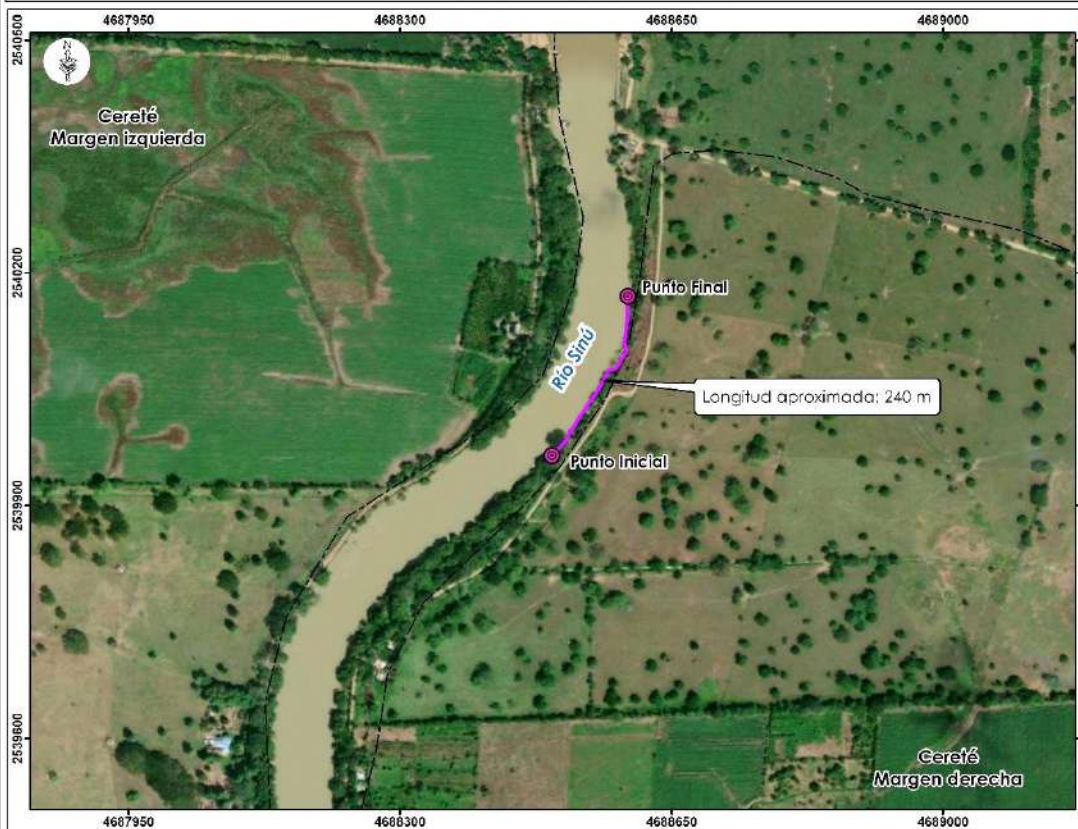 4687950 4688300 4688650 4689000
2540500
N
Cereté
Margen izquierda
2540200
Punto Final
Río Sinú
Longitud aproximada: 240 m
Punto Inicial
2539900
2539600
Cereté
Margen derecha
4687950 4688300 4688650 4689000